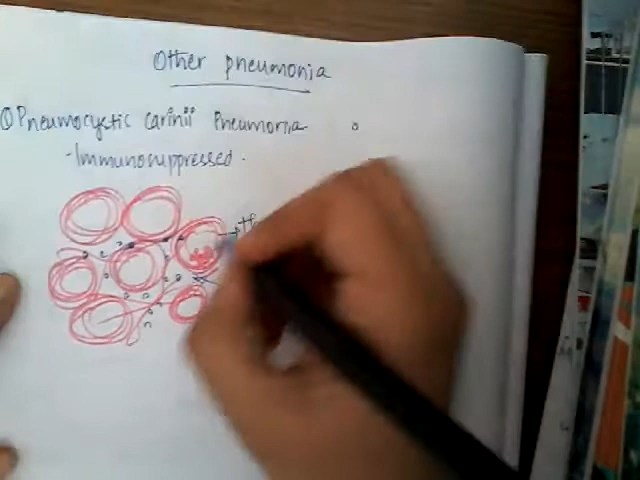 Other pneumonia
① Pneumocystic carinii Pneumonia
- Immunosuppressed.